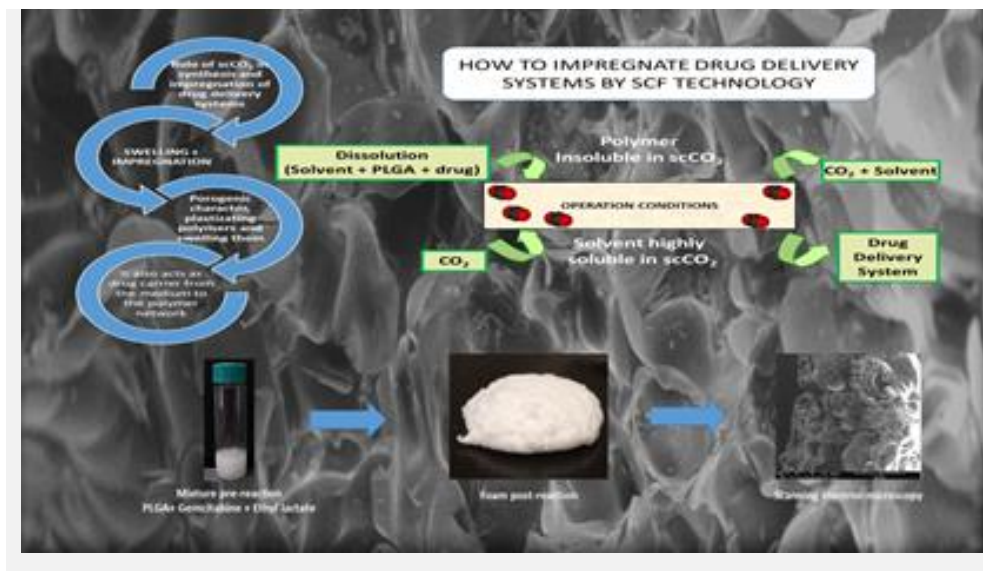 HOW TO IMPREGNATE DRUG DELIVERY
SYSTEMS BY SCF TECHNOLOGY
Role of scCO₂ in
synthesis and
impregnation of
drug delivery
systems
SWELLING +
IMPREGNATION
Porogenic
character,
plasticizating
polymers and
swelling them
It also acts as
drug carrier from
the medium to
the polymer
network
Dissolution
(Solvent + PLGA + drug)
Polymer
Insoluble in scCO₂
CO₂ + Solvent
OPERATION CONDITIONS
CO₂
Solvent highly
soluble in scCO₂
Drug
Delivery
System
Mixture pre-reaction
PLGA+ Gemcitabine + Ethyl lactate
Foam post-reaction
Scanning electron microscopy